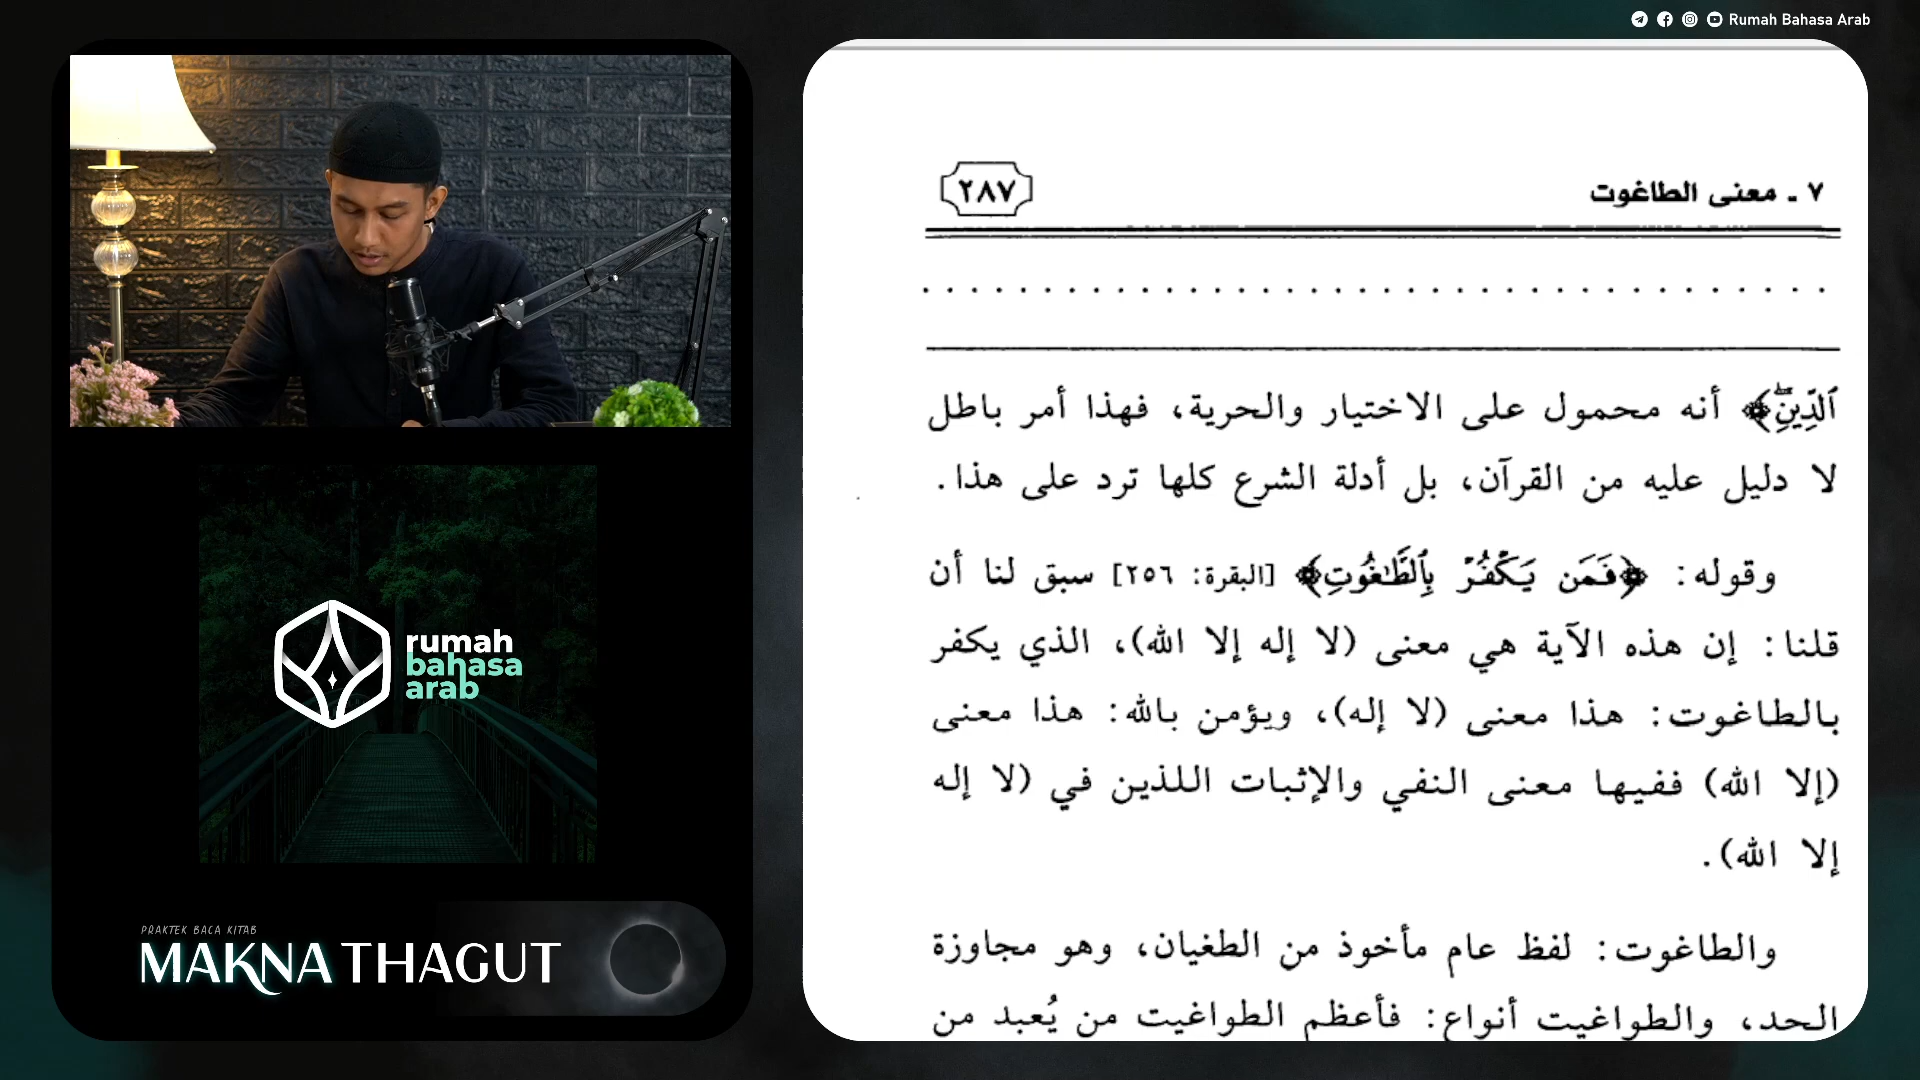 Rumah Bahasa Arab
rumah
bahasa
arab
PRAKTEK BACA KITAB
MAKNA THAGUT
٧ - معنى الطاغوت
٢٨٧
ٱلدِّينِۖ﴾ أنه محمول على الاختيار والحرية، فهذا أمر باطل
لا دليل عليه من القرآن، بل أدلة الشرع كلها ترد على هذا.
وقوله: ﴿فَمَن يَكْفُرْ بِٱلطَّٰغُوتِ﴾ [البقرة: ٢٥٦] سبق لنا أن
قلنا: إن هذه الآية هي معنى (لا إله إلا الله)، الذي يكفر
بالطاغوت: هذا معنى (لا إله)، ويؤمن بالله: هذا معنى
(إلا الله) ففيها معنى النفي والإثبات اللذين في (لا إله
إلا الله).
والطاغوت: لفظ عام مأخوذ من الطغيان، وهو مجاوزة
الحد، والطواغيت أنواع: فأعظم الطواغيت من يُعبد من